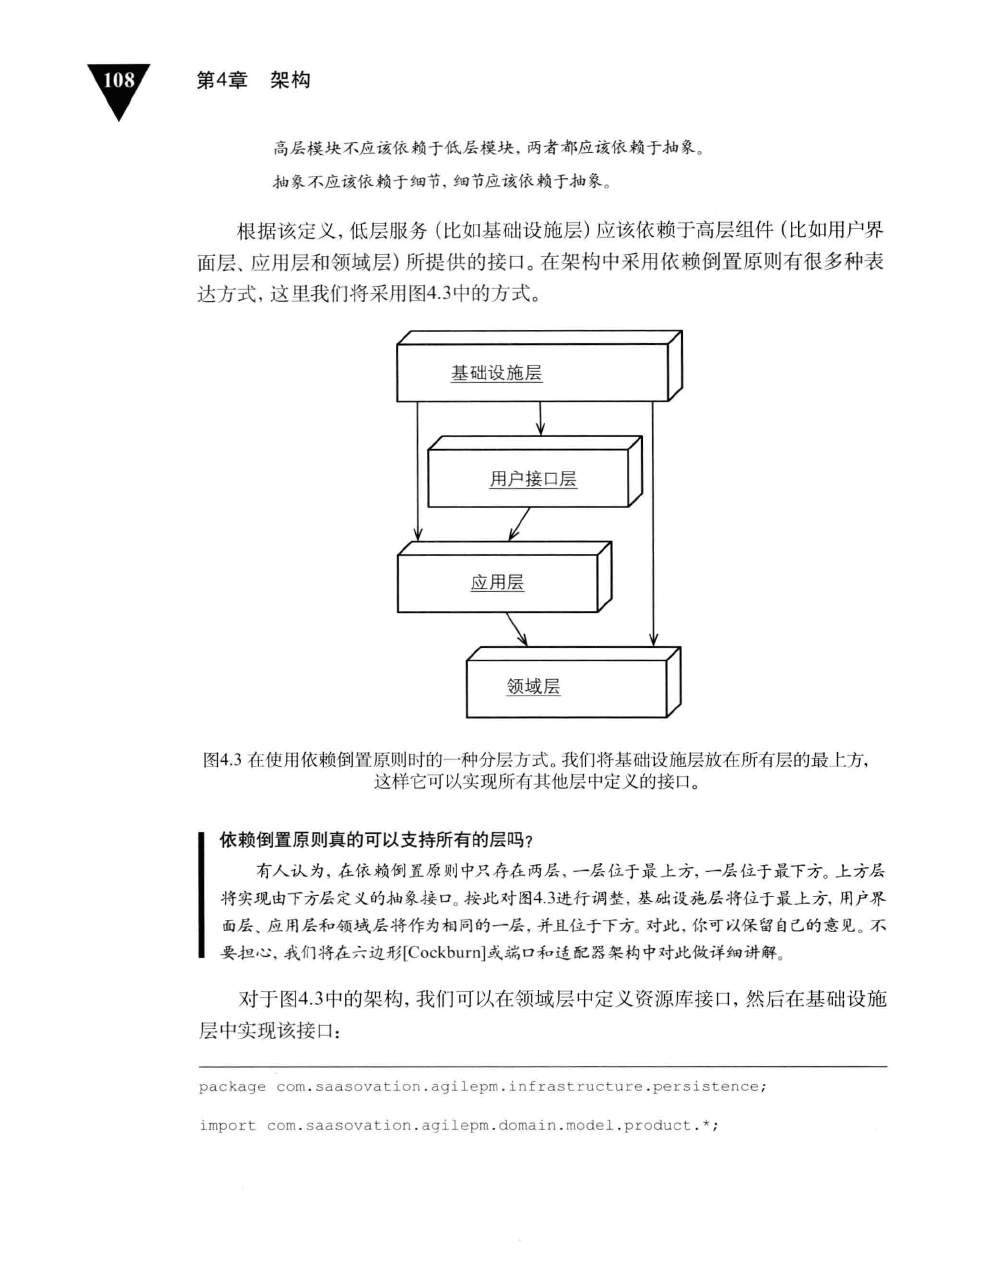 108
第4章 架构
高层模块不应该依赖于低层模块，两者都应该依赖于抽象。
抽象不应该依赖于细节，细节应该依赖于抽象。
根据该定义，低层服务（比如基础设施层）应该依赖于高层组件（比如用户界
面层、应用层和领域层）所提供的接口。在架构中采用依赖倒置原则有很多种表
达方式，这里我们将采用图4.3中的方式。
基础设施层
用户接口层
应用层
领域层
图4.3 在使用依赖倒置原则时的一种分层方式。我们将基础设施层放在所有层的最上方，
这样它可以实现所有其他层中定义的接口。
依赖倒置原则真的可以支持所有的层吗？
有人认为，在依赖倒置原则中只存在两层，一层位于最上方，一层位于最下方。上方层
将实现由下方层定义的抽象接口。按此对图4.3进行调整，基础设施层将位于最上方，用户界
面层、应用层和领域层将作为相同的一层，并且位于下方。对此，你可以保留自己的意见。不
要担心，我们将在六边形[Cockburn]或端口和适配器架构中对此做详细讲解。
对于图4.3中的架构，我们可以在领域层中定义资源库接口，然后在基础设施
层中实现该接口：
package com.saasovation.agilepm.infrastructure.persistence;
import com.saasovation.agilepm.domain.model.product.*;